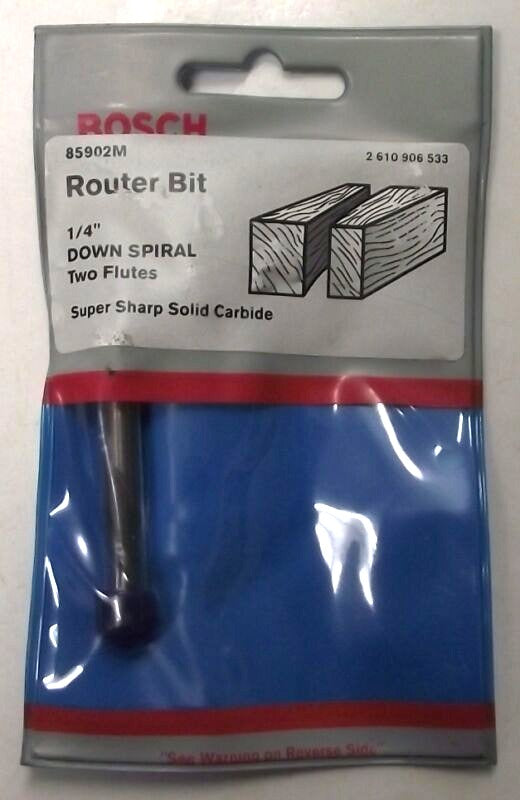 BOSCH
85902M
2 610 906 533
Router Bit
1/4"
DOWN SPIRAL
Two Flutes
Super Sharp Solid Carbide
"See Warning on Reverse Side"